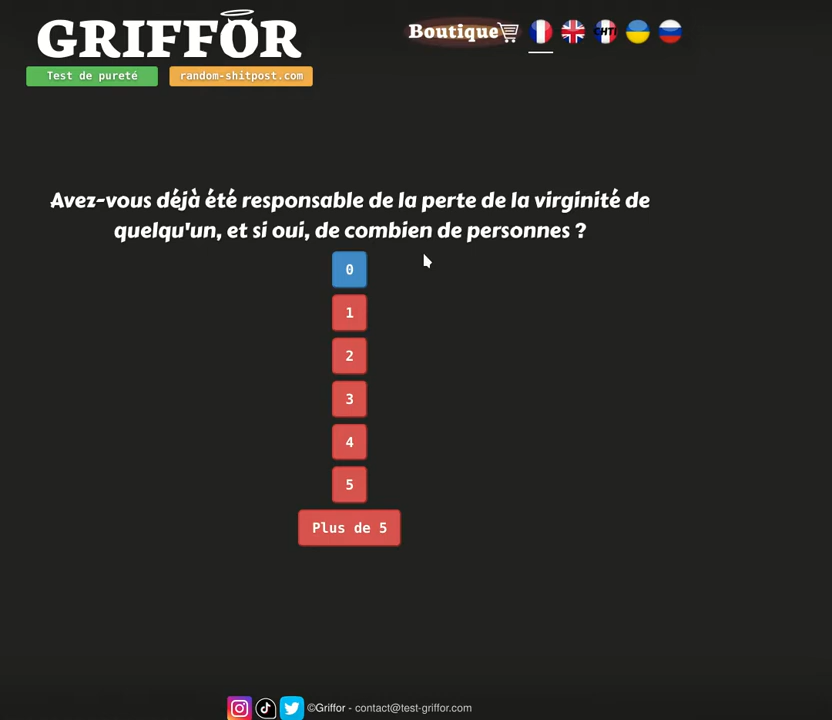 GRIFFÖR
Boutique
CHTI
Test de pureté
random-shitpost.com
Avez-vous déjà été responsable de la perte de la virginité de
quelqu'un, et si oui, de combien de personnes ?
0
1
2
3
4
5
Plus de 5
©Griffor - contact@test-griffor.com